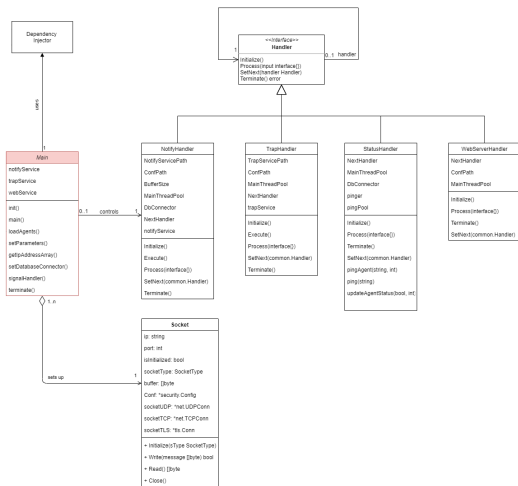 Dependency
Injector
uses
1
<<Interface>>
Handler
Initialize()
Process(input interface{})
SetNext(handler Handler)
Terminate() error
1
0..1
handler
Main
notifyService
trapService
webService
init()
main()
loadAgents()
setParameters()
getIpAddressArray()
setDatabaseConnector()
signalHandler()
terminate()
0..1
controls
1
NotifyHandler
NotifyServicePath
ConfPath
BufferSize
MainThreadPool
DbConnector
NextHandler
notifyService
Initialize()
Execute()
Process(interface{})
SetNext(common.Handler)
Terminate()
TrapHandler
TrapServicePath
ConfPath
MainThreadPool
NextHandler
trapService
Initialize()
Execute()
Process(interface{})
SetNext(common.Handler)
Terminate()
StatusHandler
NextHandler
MainThreadPool
DbConnector
pinger
pingPool
Initialize()
Process(interface{})
Terminate()
SetNext(common.Handler)
pingAgent(string, int)
ping(string)
updateAgentStatus(bool, int)
WebServerHandler
NextHandler
ConfPath
MainThreadPool
Initialize()
Process(interface{})
Terminate()
SetNext(common.Handler)
1..n
sets up
1
Socket
ip: string
port: int
isInitialized: bool
socketType: SocketType
buffer: []byte
Conf: *security.Config
socketUDP: *net.UDPConn
socketTCP: *net.TCPConn
socketTLS: *tls.Conn
+ Initialize(sType SocketType)
+ Write(message []byte) bool
+ Read() []byte
+ Close()